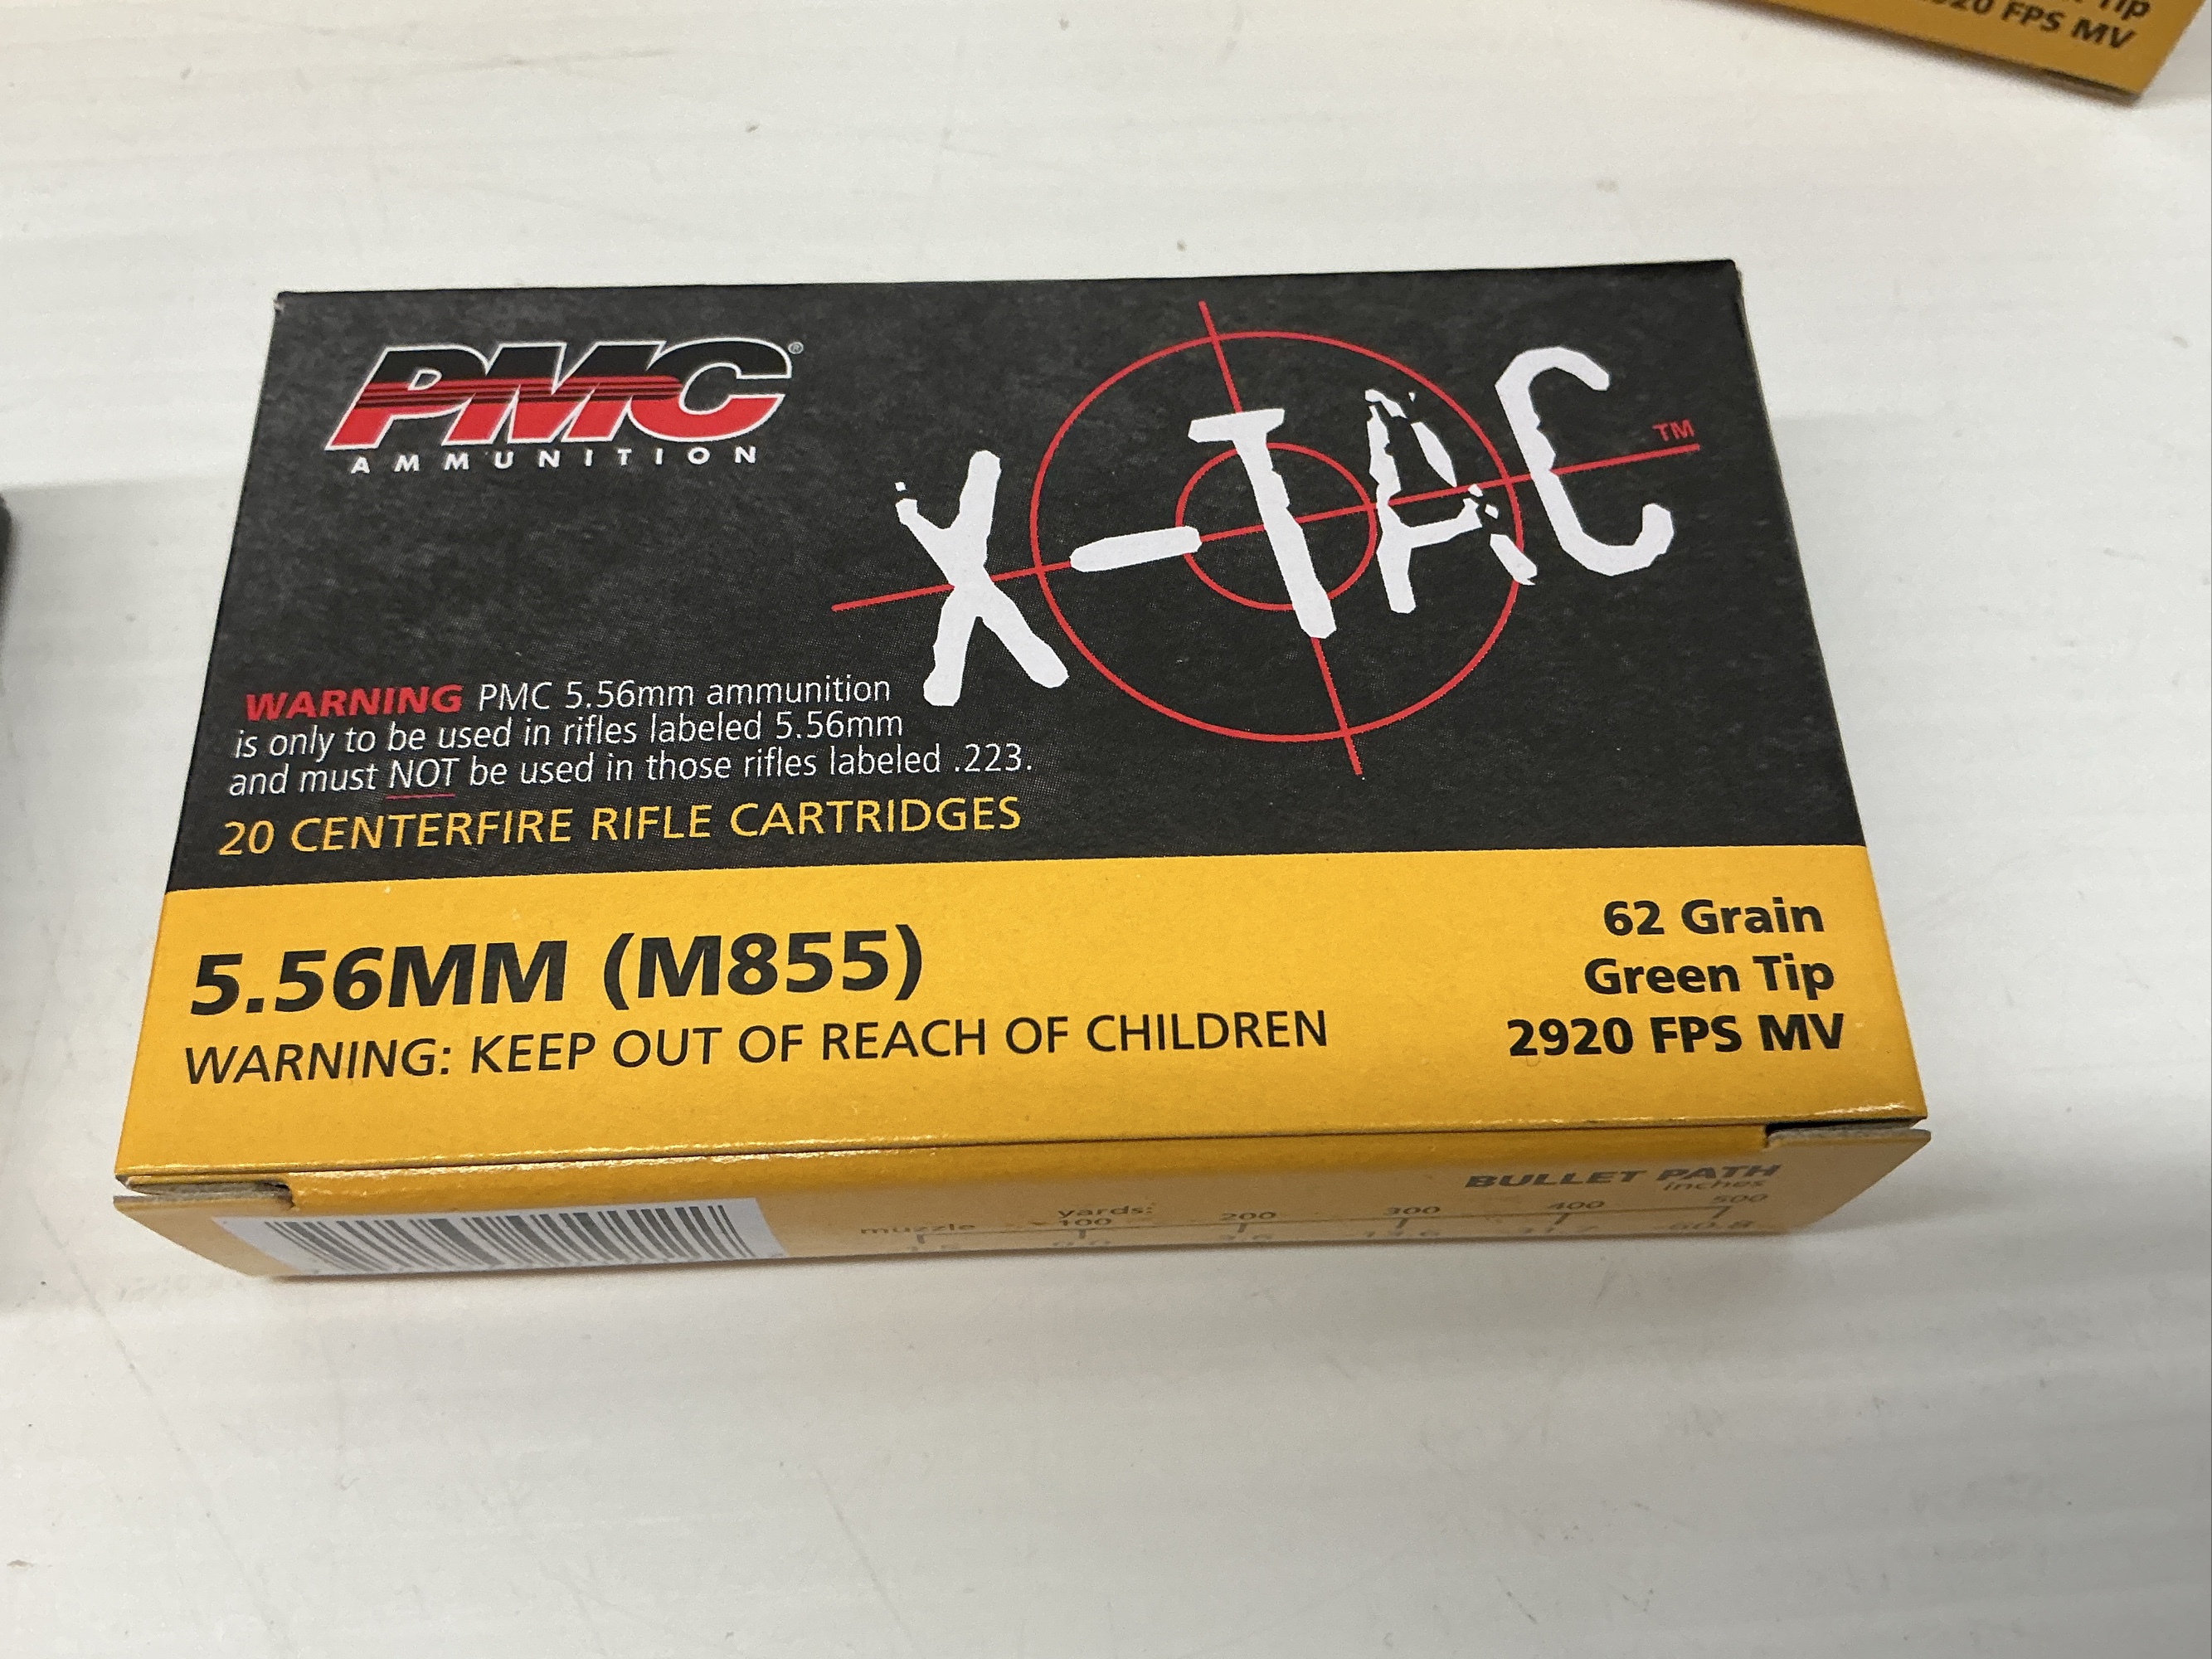 Tip
2920 FPS MV
PMC®
AMMUNITION
X-TAC™
WARNING PMC 5.56mm ammunition
is only to be used in rifles labeled 5.56mm
and must NOT be used in those rifles labeled .223.
20 CENTERFIRE RIFLE CARTRIDGES
5.56MM (M855)
WARNING: KEEP OUT OF REACH OF CHILDREN
62 Grain
Green Tip
2920 FPS MV
BULLET PATH
inches
yards:
muzzle 100 200 300 400 500